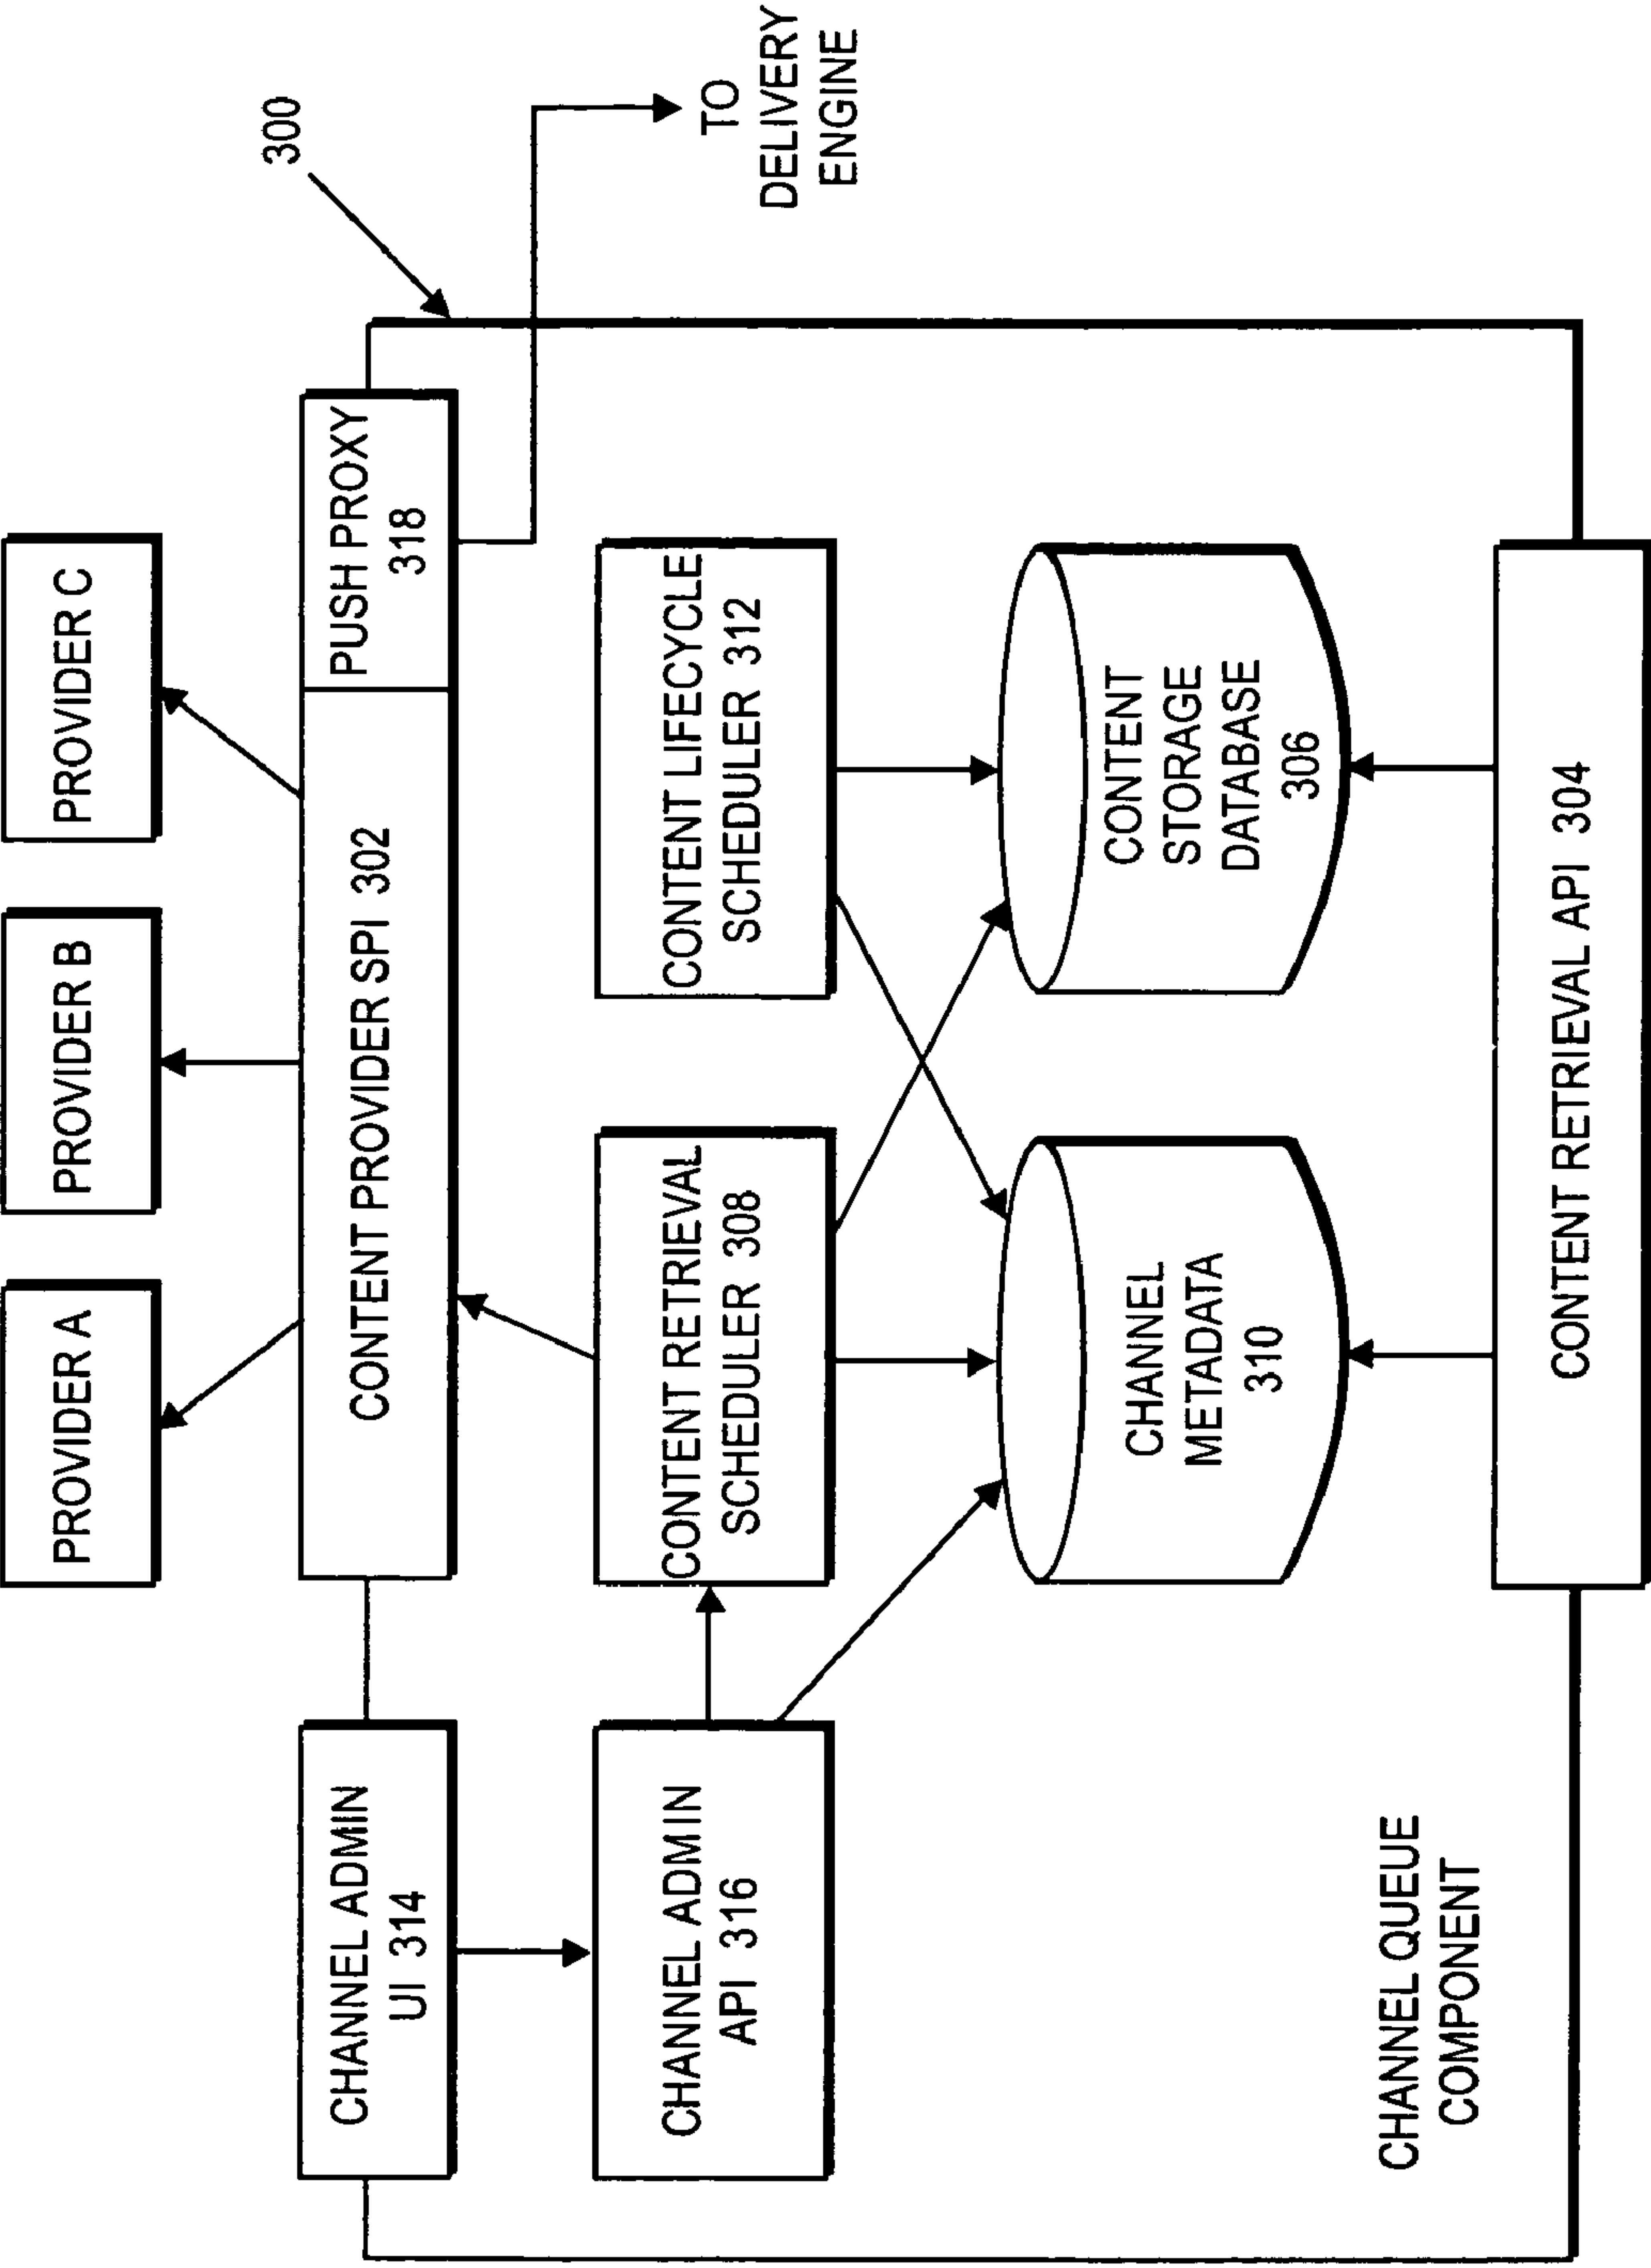 PROVIDER A
PROVIDER B
PROVIDER C
300
CHANNEL ADMIN
UI 314
CONTENT PROVIDER SPI 302
PUSH PROXY
318
TO
DELIVERY
ENGINE
CHANNEL ADMIN
API 316
CONTENT RETRIEVAL
SCHEDULER 308
CONTENT LIFECYCLE
SCHEDULER 312
CHANNEL
METADATA
310
CONTENT
STORAGE
DATABASE
306
CHANNEL QUEUE
COMPONENT
CONTENT RETRIEVAL API 304